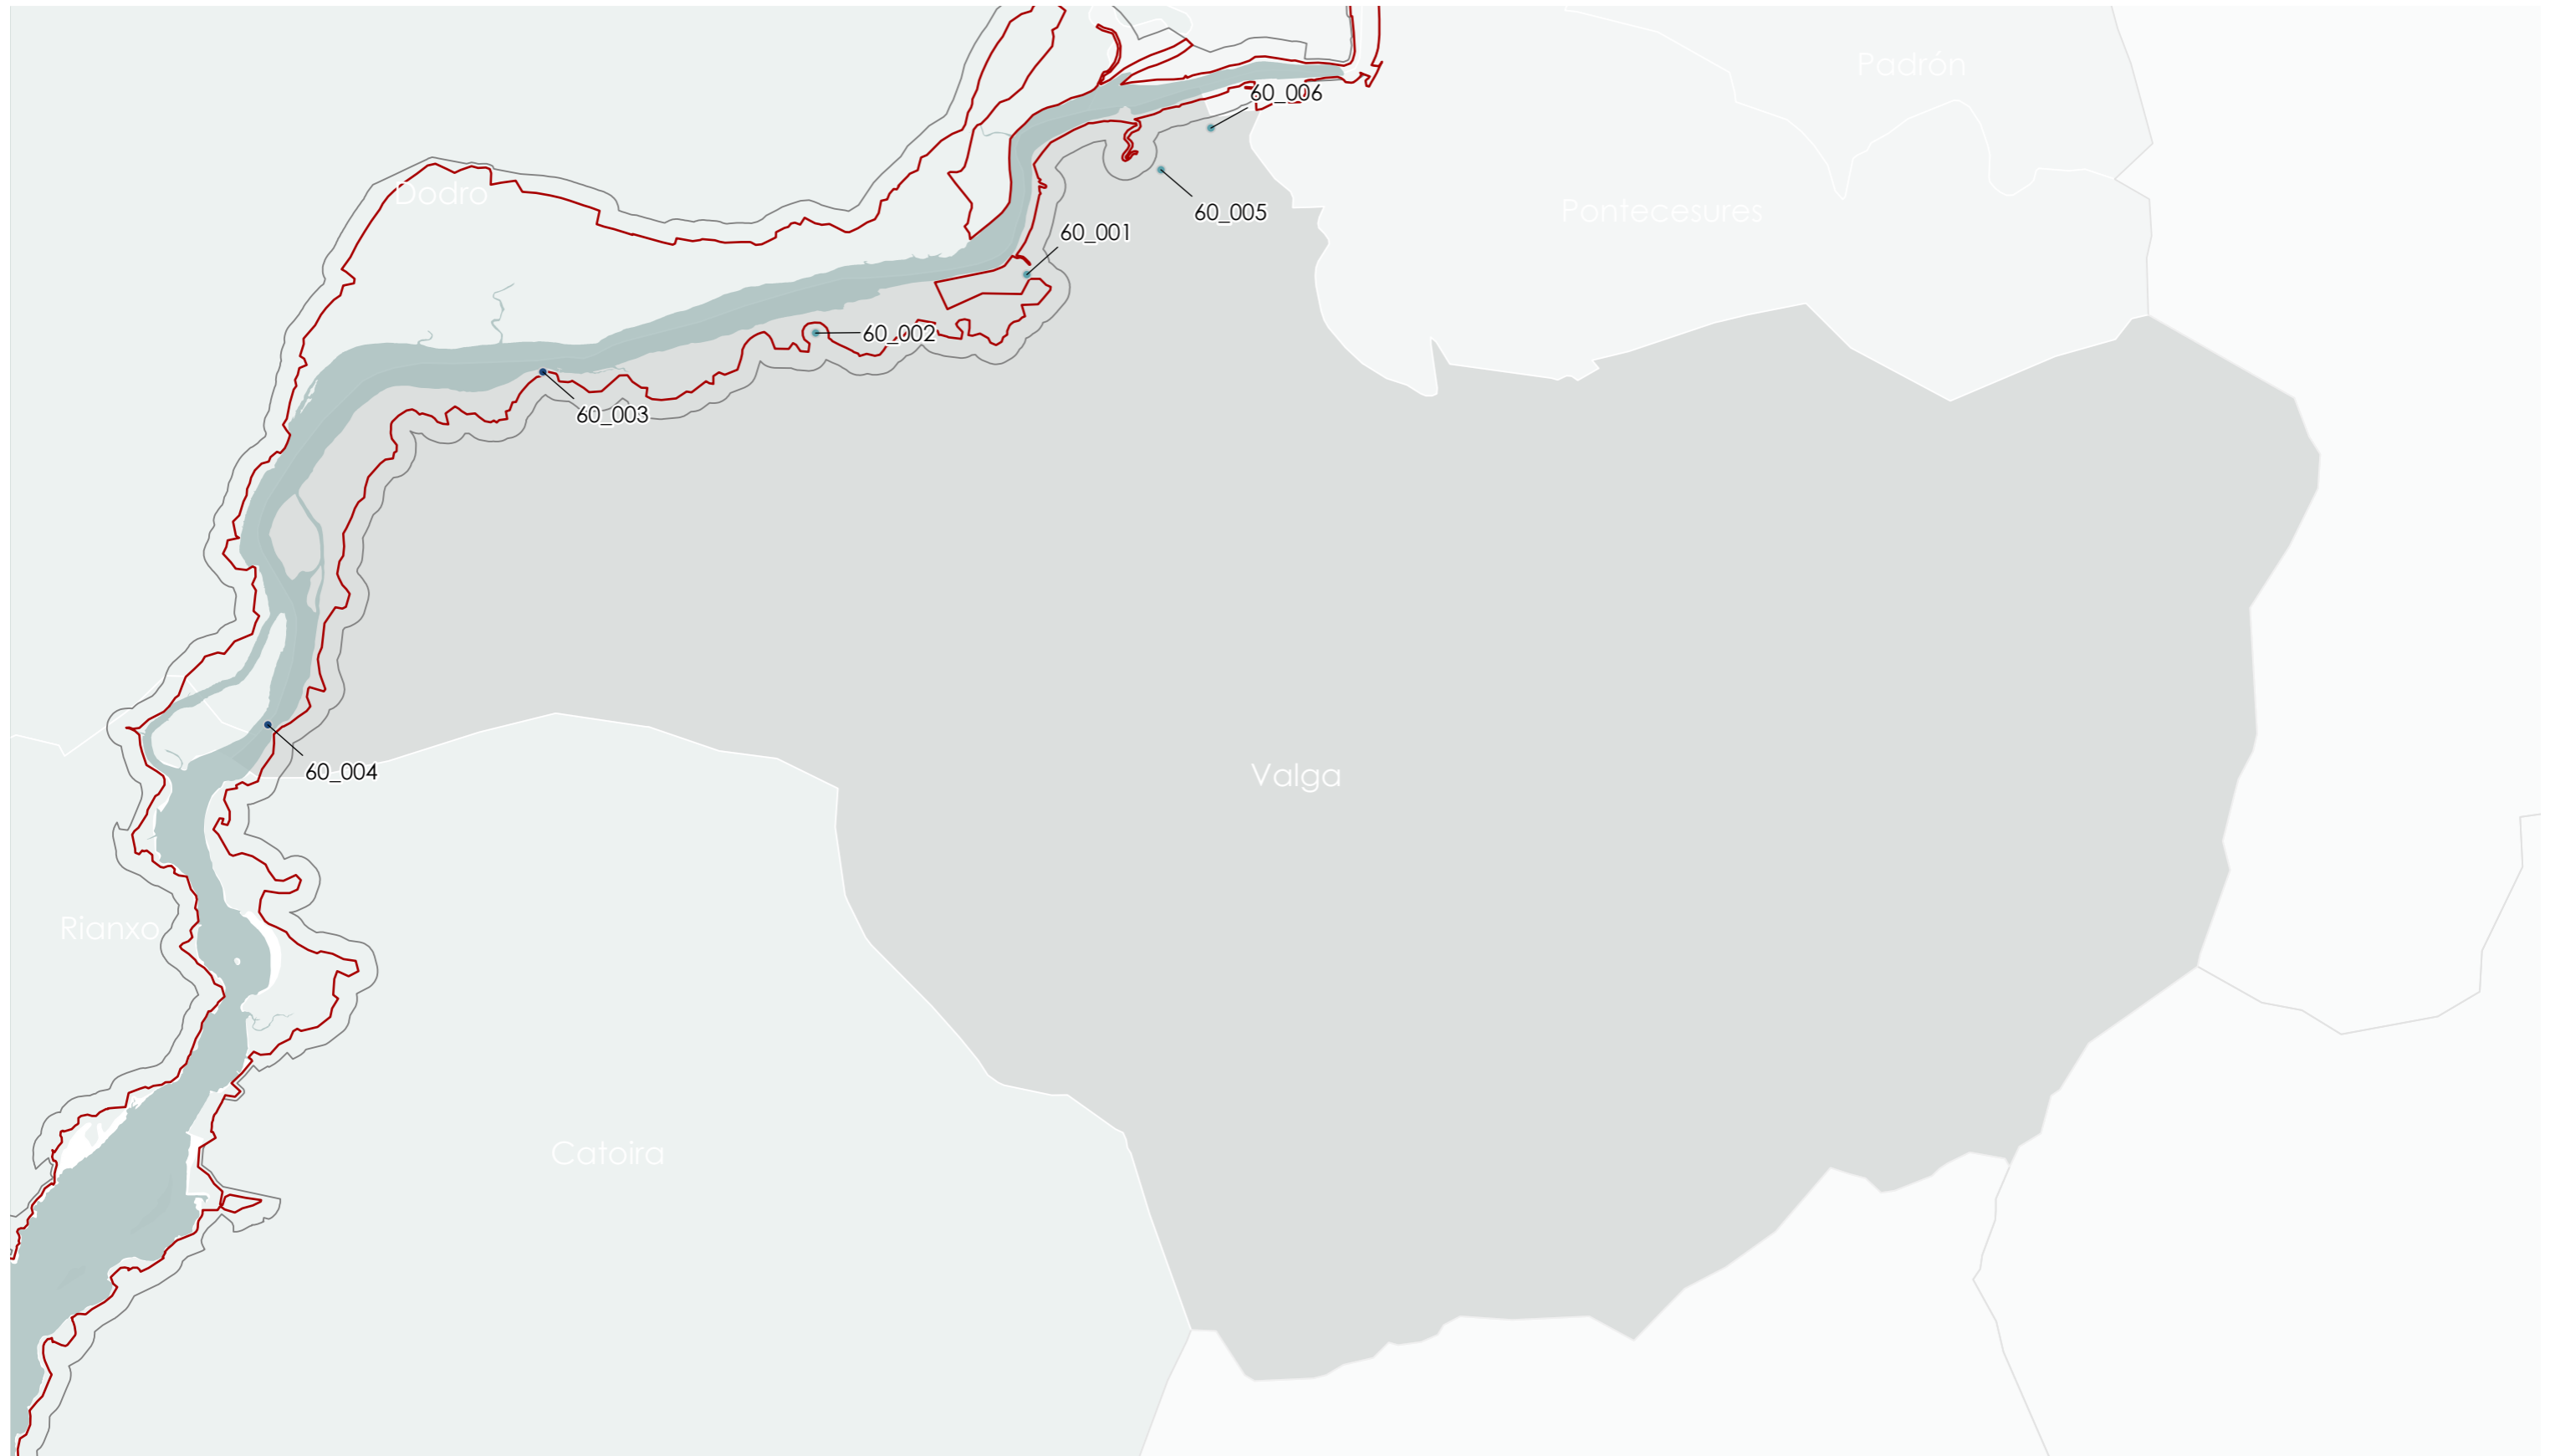 Padrón
60_006
Dodro
Pontecesures
60_005
60_001
60_002
60_003
60_004
Valga
Rianxo
Catoira